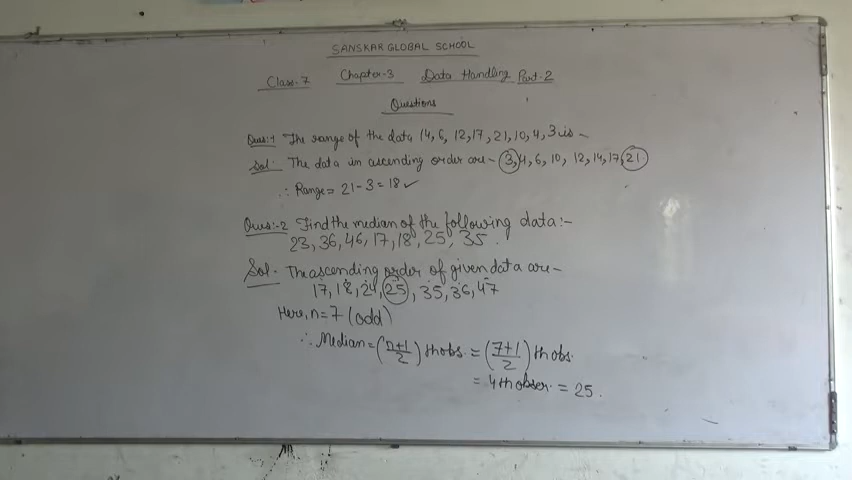 SANSKAR GLOBAL SCHOOL
Class-7 Chapter-3 Data Handling Part-2
Questions
Ques:-1 The range of the data 14, 6, 12, 17, 21, 10, 4, 3 is -
Sol:- The data in ascending order are - 3, 4, 6, 10, 12, 14, 17, 21
∴ Range = 21 - 3 = 18 ✓
Ques:-2 Find the median of the following data:-
23, 36, 46, 17, 18, 25, 35.
Sol- The ascending order of given data are -
17, 18, 24, 25, 35, 36, 47
Here, n = 7 (odd)
∴ Median = (n+1/2) th obs. = (7+1/2) th obs.
= 4th obser. = 25.